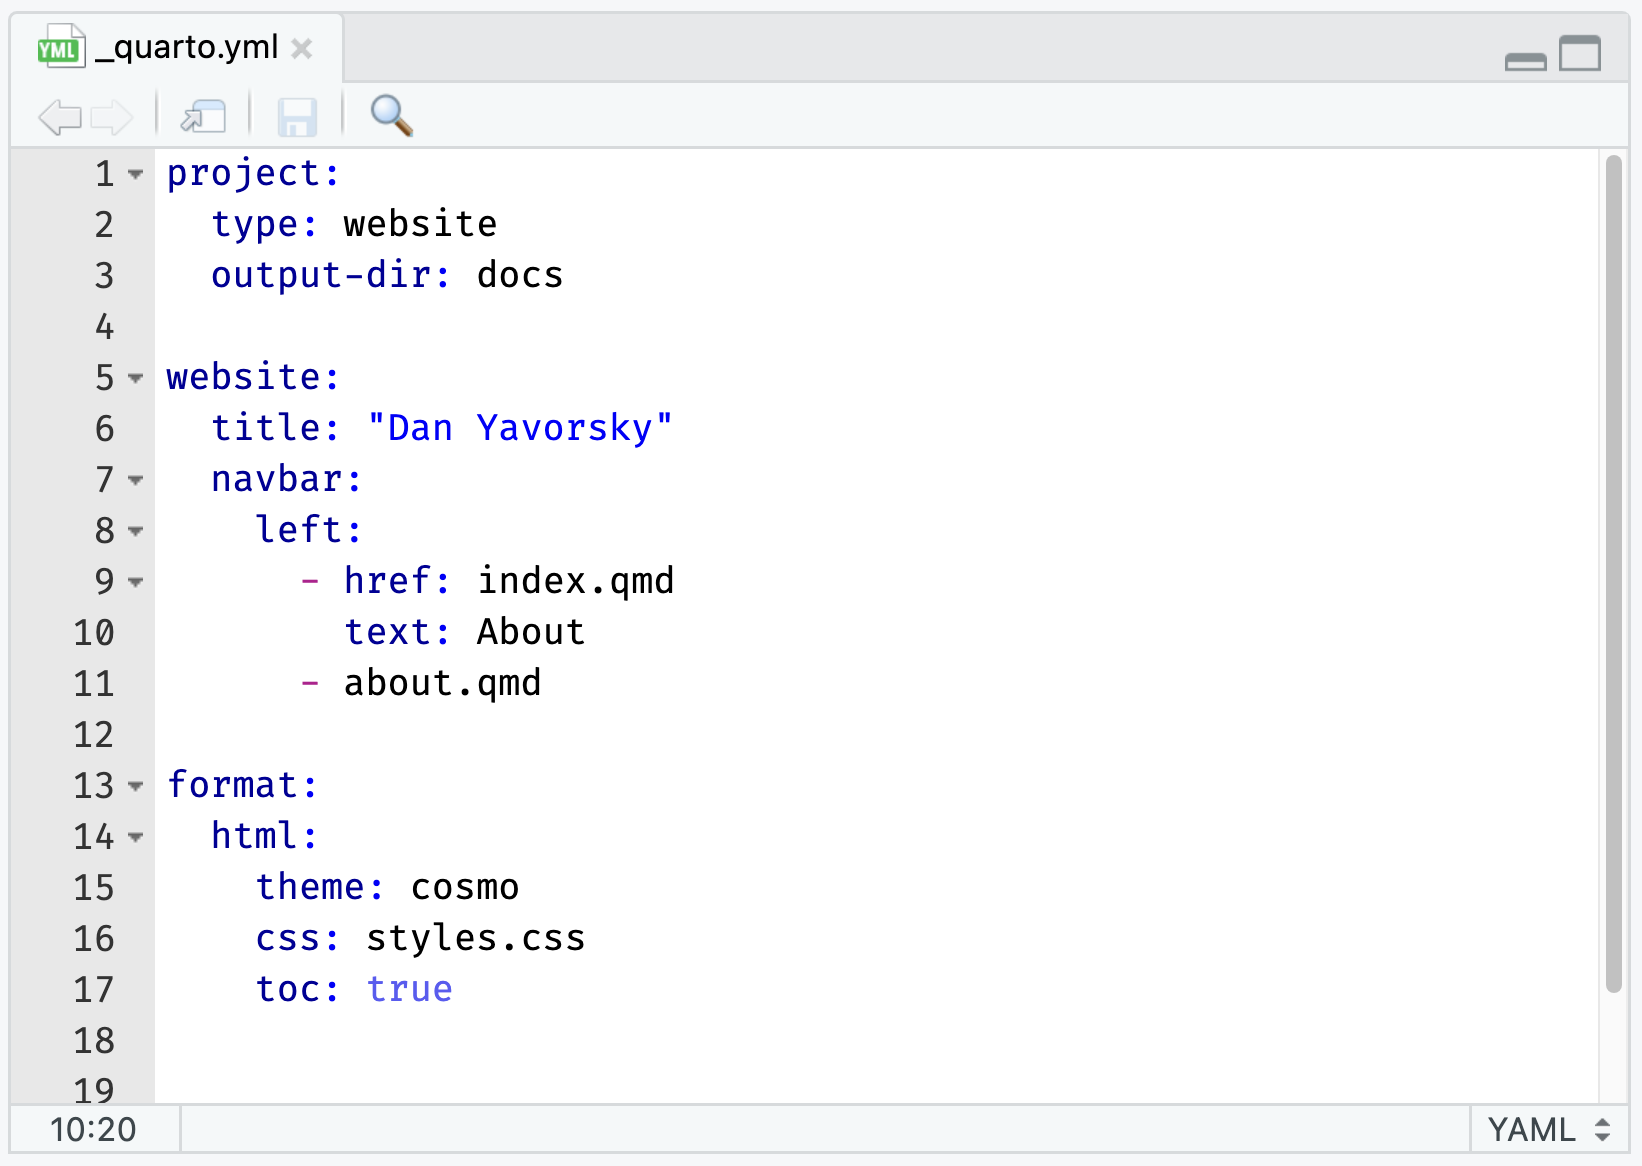 YML _quarto.yml
1 project:
2   type: website
3   output-dir: docs
4
5 website:
6   title: "Dan Yavorsky"
7   navbar:
8     left:
9       - href: index.qmd
10        text: About
11      - about.qmd
12
13 format:
14   html:
15     theme: cosmo
16     css: styles.css
17     toc: true
18
19
10:20 YAML